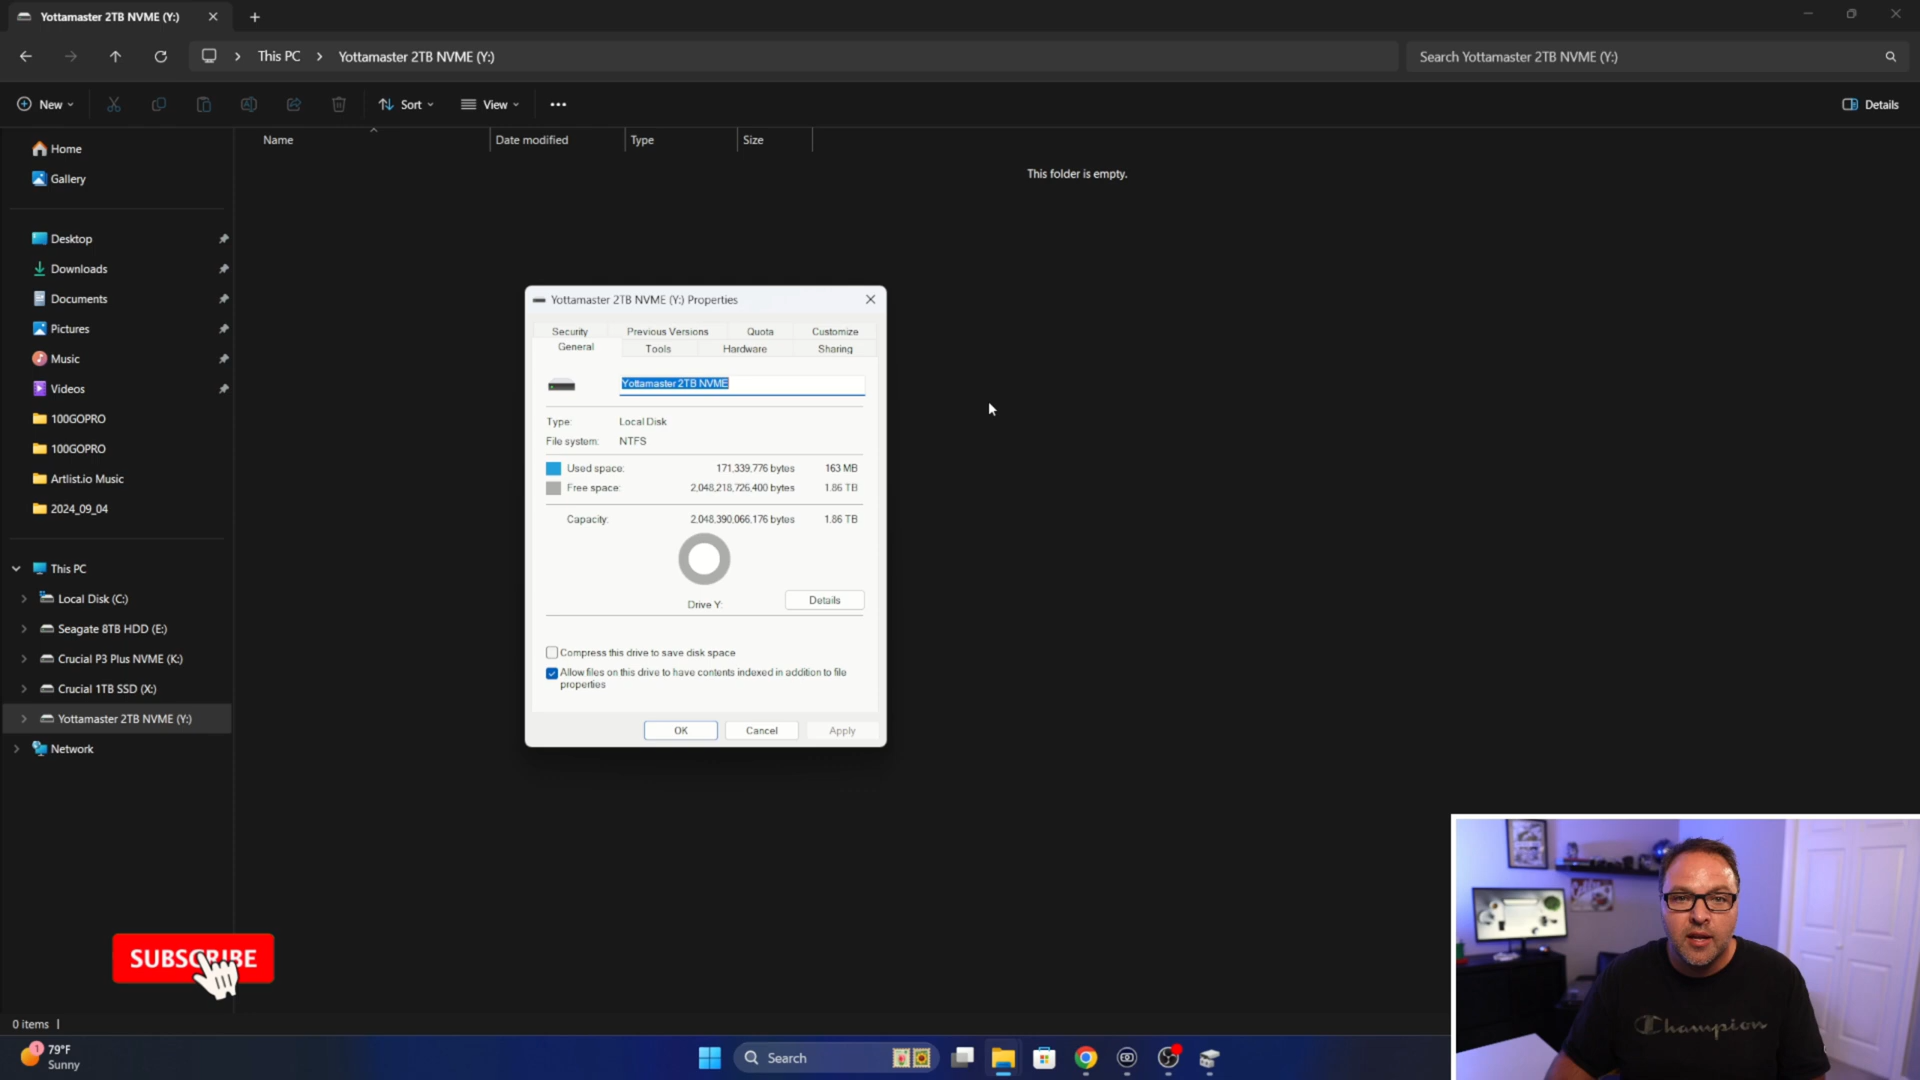 Yottamaster 2TB NVME (Y:)
This PC
Yottamaster 2TB NVME (Y:)
Search Yottamaster 2TB NVME (Y:)
New
Sort
View
Details
Name
Date modified
Type
Size
This folder is empty.
Home
Gallery
Desktop
Downloads
Documents
Pictures
Music
Videos
100GOPRO
100GOPRO
Artlist.io Music
2024_09_04
This PC
Local Disk (C:)
Seagate 8TB HDD (E:)
Crucial P3 Plus NVME (K:)
Crucial 1TB SSD (X:)
Yottamaster 2TB NVME (Y:)
Network
Yottamaster 2TB NVME (Y:) Properties
Security Previous Versions Quota Customize
General Tools Hardware Sharing
Yottamaster 2TB NVME
Type: Local Disk
File system: NTFS
Used space: 171,339,776 bytes 163 MB
Free space: 2,048,218,726,400 bytes 1.86 TB
Capacity: 2,048,390,066,176 bytes 1.86 TB
Drive Y:
Details
Compress this drive to save disk space
Allow files on this drive to have contents indexed in addition to file
properties
OK Cancel Apply
SUBSCRIBE
0 items
1
79°F
Sunny
Search
Champion